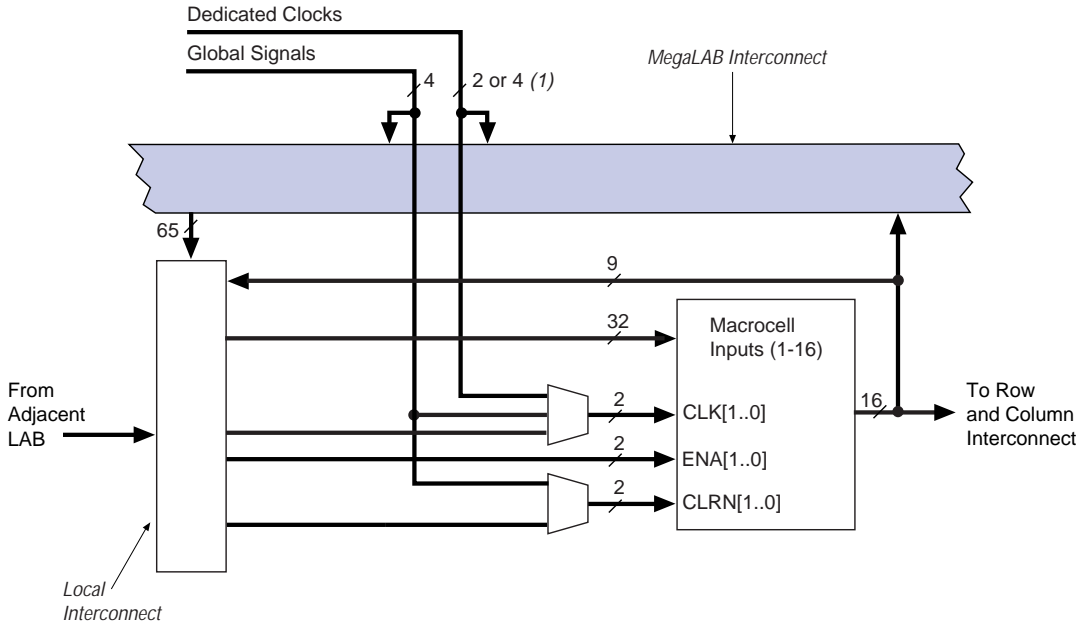 Dedicated Clocks
Global Signals
4
2 or 4 (1)
MegaLAB Interconnect
65
9
32
Macrocell
Inputs (1-16)
From
Adjacent
LAB
2
CLK[1..0]
16
To Row
and Column
Interconnect
2
ENA[1..0]
2
CLRN[1..0]
Local
Interconnect